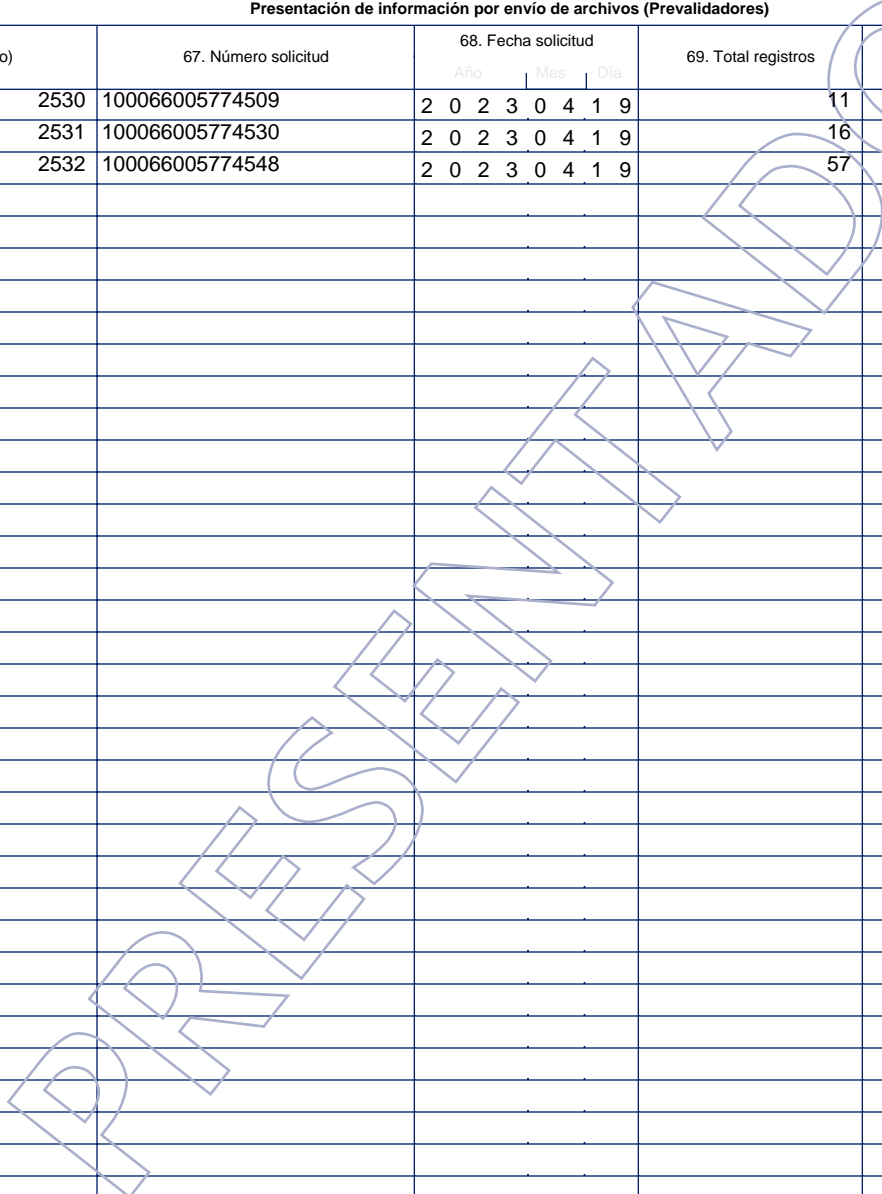 Presentación de información por envío de archivos (Prevalidadores)
o) 67. Número solicitud 68. Fecha solicitud 69. Total registros
Año Mes Día
2530 100066005774509 2 0 2 3 0 4 1 9 11
2531 100066005774530 2 0 2 3 0 4 1 9 16
2532 100066005774548 2 0 2 3 0 4 1 9 57
PRESENTADO